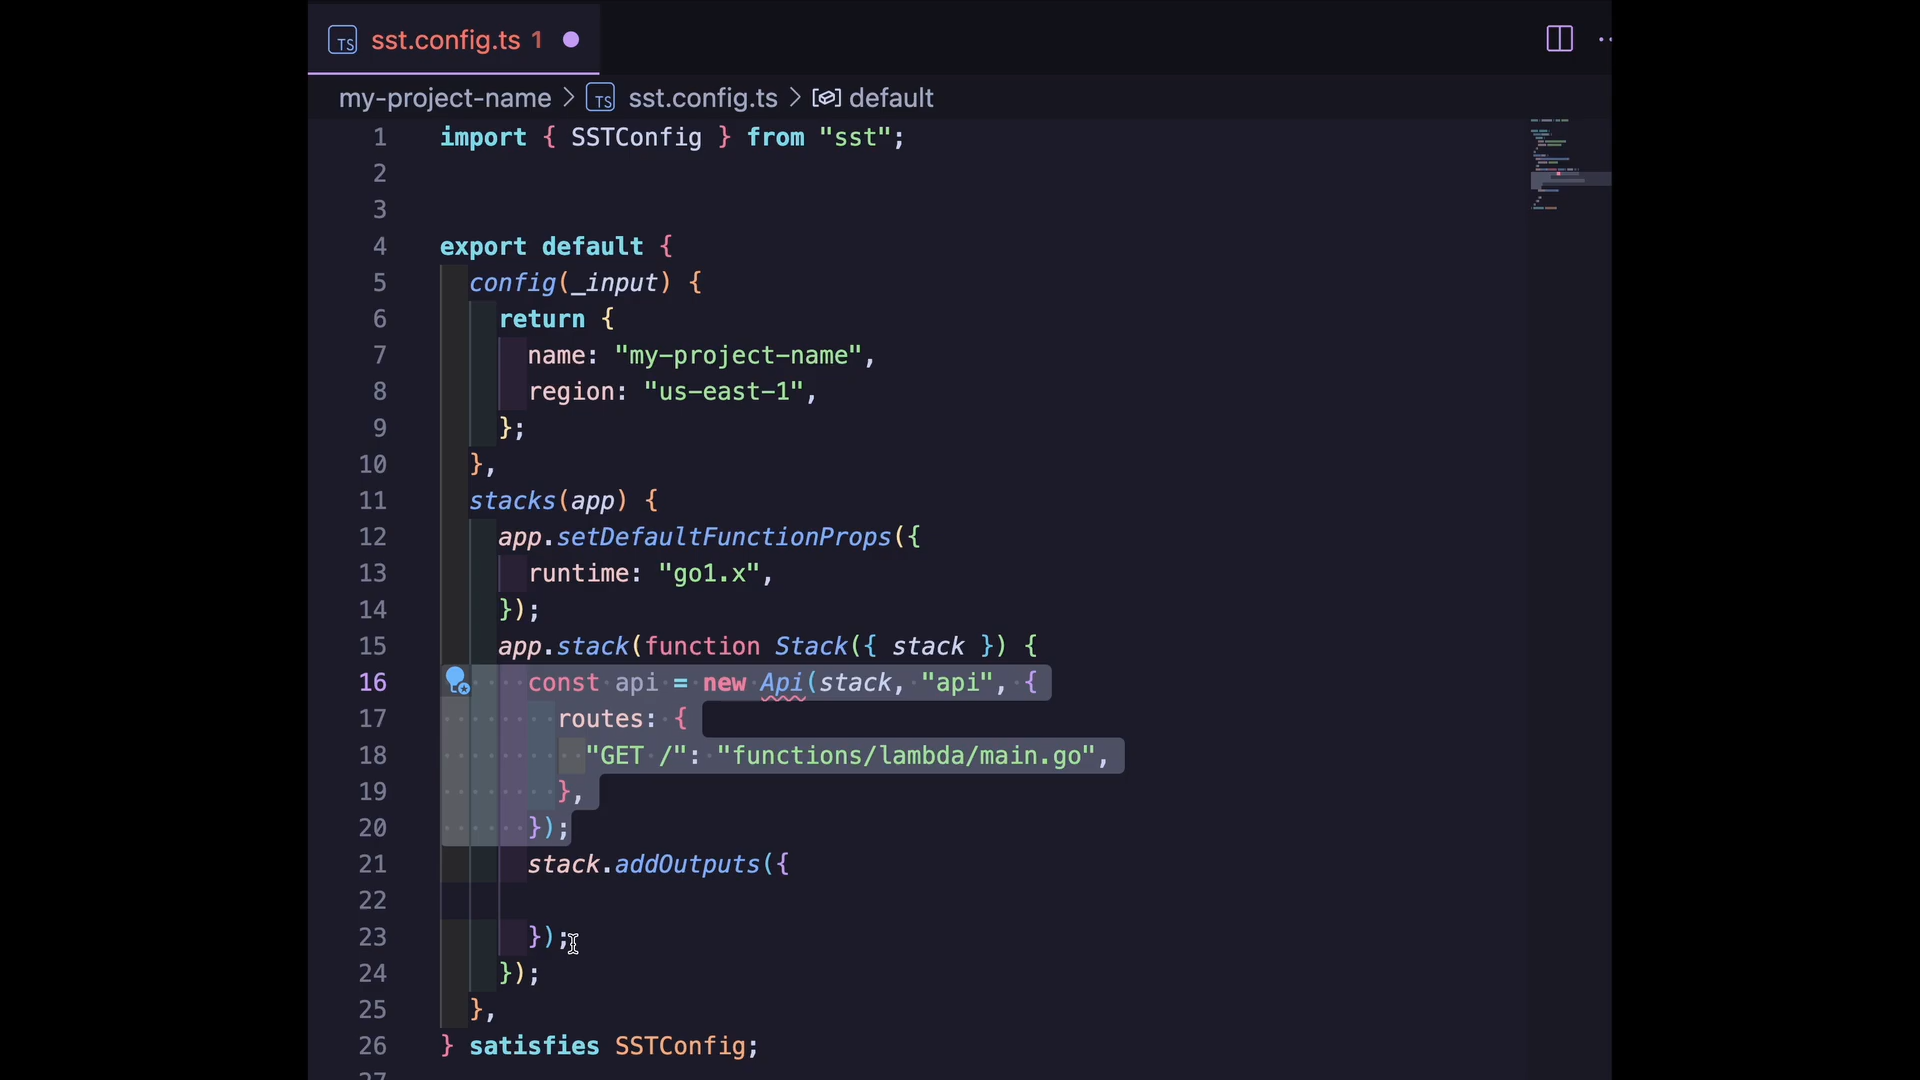 TS sst.config.ts 1
my-project-name > TS sst.config.ts > default
1 import { SSTConfig } from "sst";
2
3
4 export default {
5 config(_input) {
6 return {
7 name: "my-project-name",
8 region: "us-east-1",
9 };
10 },
11 stacks(app) {
12 app.setDefaultFunctionProps({
13 runtime: "go1.x",
14 });
15 app.stack(function Stack({ stack }) {
16 const api = new Api(stack, "api", {
17 routes: {
18 "GET /": "functions/lambda/main.go",
19 },
20 });
21 stack.addOutputs({
22
23 });
24 });
25 },
26 } satisfies SSTConfig;
27